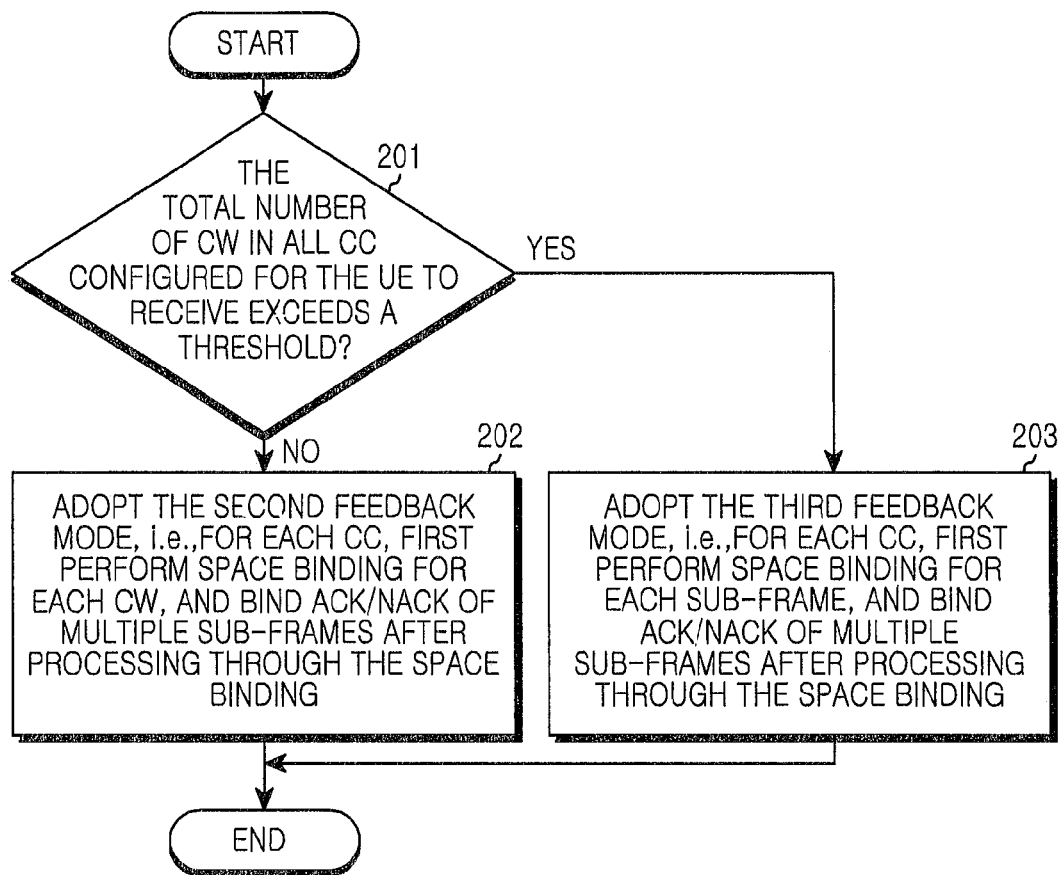 START
201
THE
TOTAL NUMBER
OF CW IN ALL CC
CONFIGURED FOR THE UE TO
RECEIVE EXCEEDS A
THRESHOLD?
YES
NO
202
ADOPT THE SECOND FEEDBACK
MODE, i.e.,FOR EACH CC, FIRST
PERFORM SPACE BINDING FOR
EACH CW, AND BIND ACK/NACK OF
MULTIPLE SUB-FRAMES AFTER
PROCESSING THROUGH THE SPACE
BINDING
203
ADOPT THE THIRD FEEDBACK
MODE, i.e.,FOR EACH CC, FIRST
PERFORM SPACE BINDING FOR
EACH SUB-FRAME, AND BIND
ACK/NACK OF MULTIPLE
SUB-FRAMES AFTER PROCESSING
THROUGH THE SPACE BINDING
END